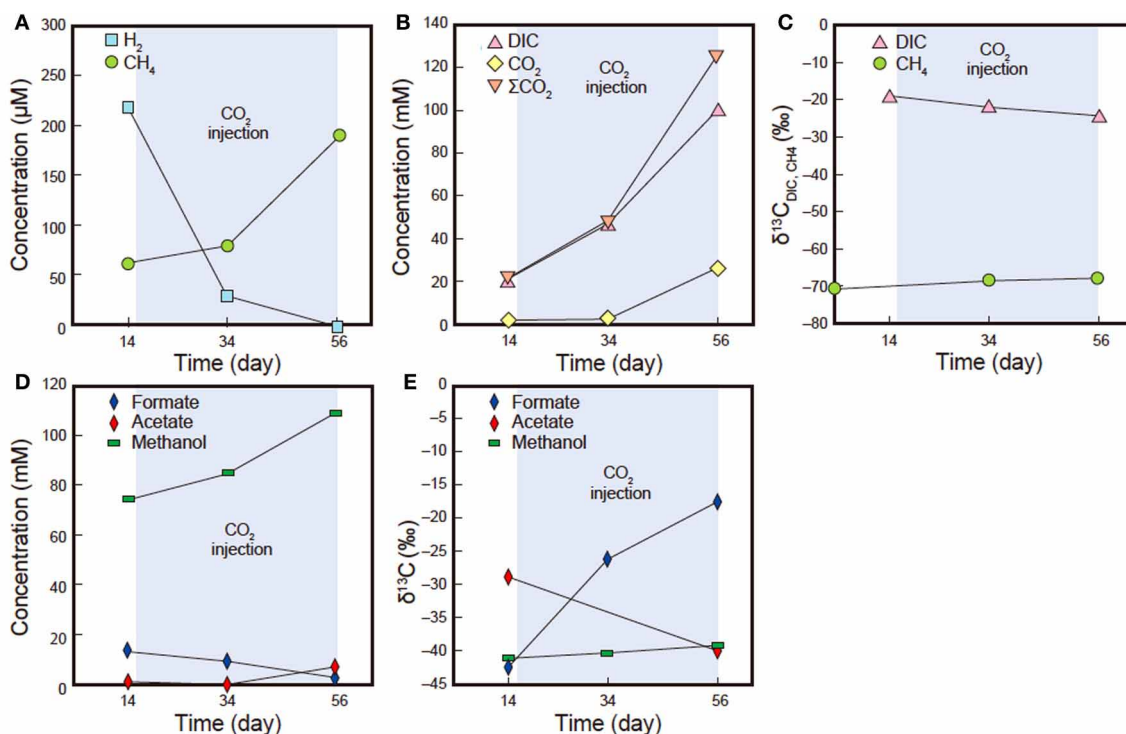 A
Concentration (µM)
300
250
200
150
100
50
0
H₂
CH₄
CO₂
injection
14
34
56
Time (day)
B
Concentration (mM)
140
120
100
80
60
40
20
0
DIC
CO₂
ΣCO₂
CO₂
injection
14
34
56
Time (day)
C
δ¹³C DIC, CH4 (‰)
0
−10
−20
−30
−40
−50
−60
−70
−80
DIC
CH₄
CO₂
injection
14
34
56
Time (day)
D
Concentration (mM)
120
100
80
60
40
20
0
Formate
Acetate
Methanol
CO₂
injection
14
34
56
Time (day)
E
δ¹³C (‰)
0
−5
−10
−15
−20
−25
−30
−35
−40
−45
Formate
Acetate
Methanol
CO₂
injection
14
34
56
Time (day)